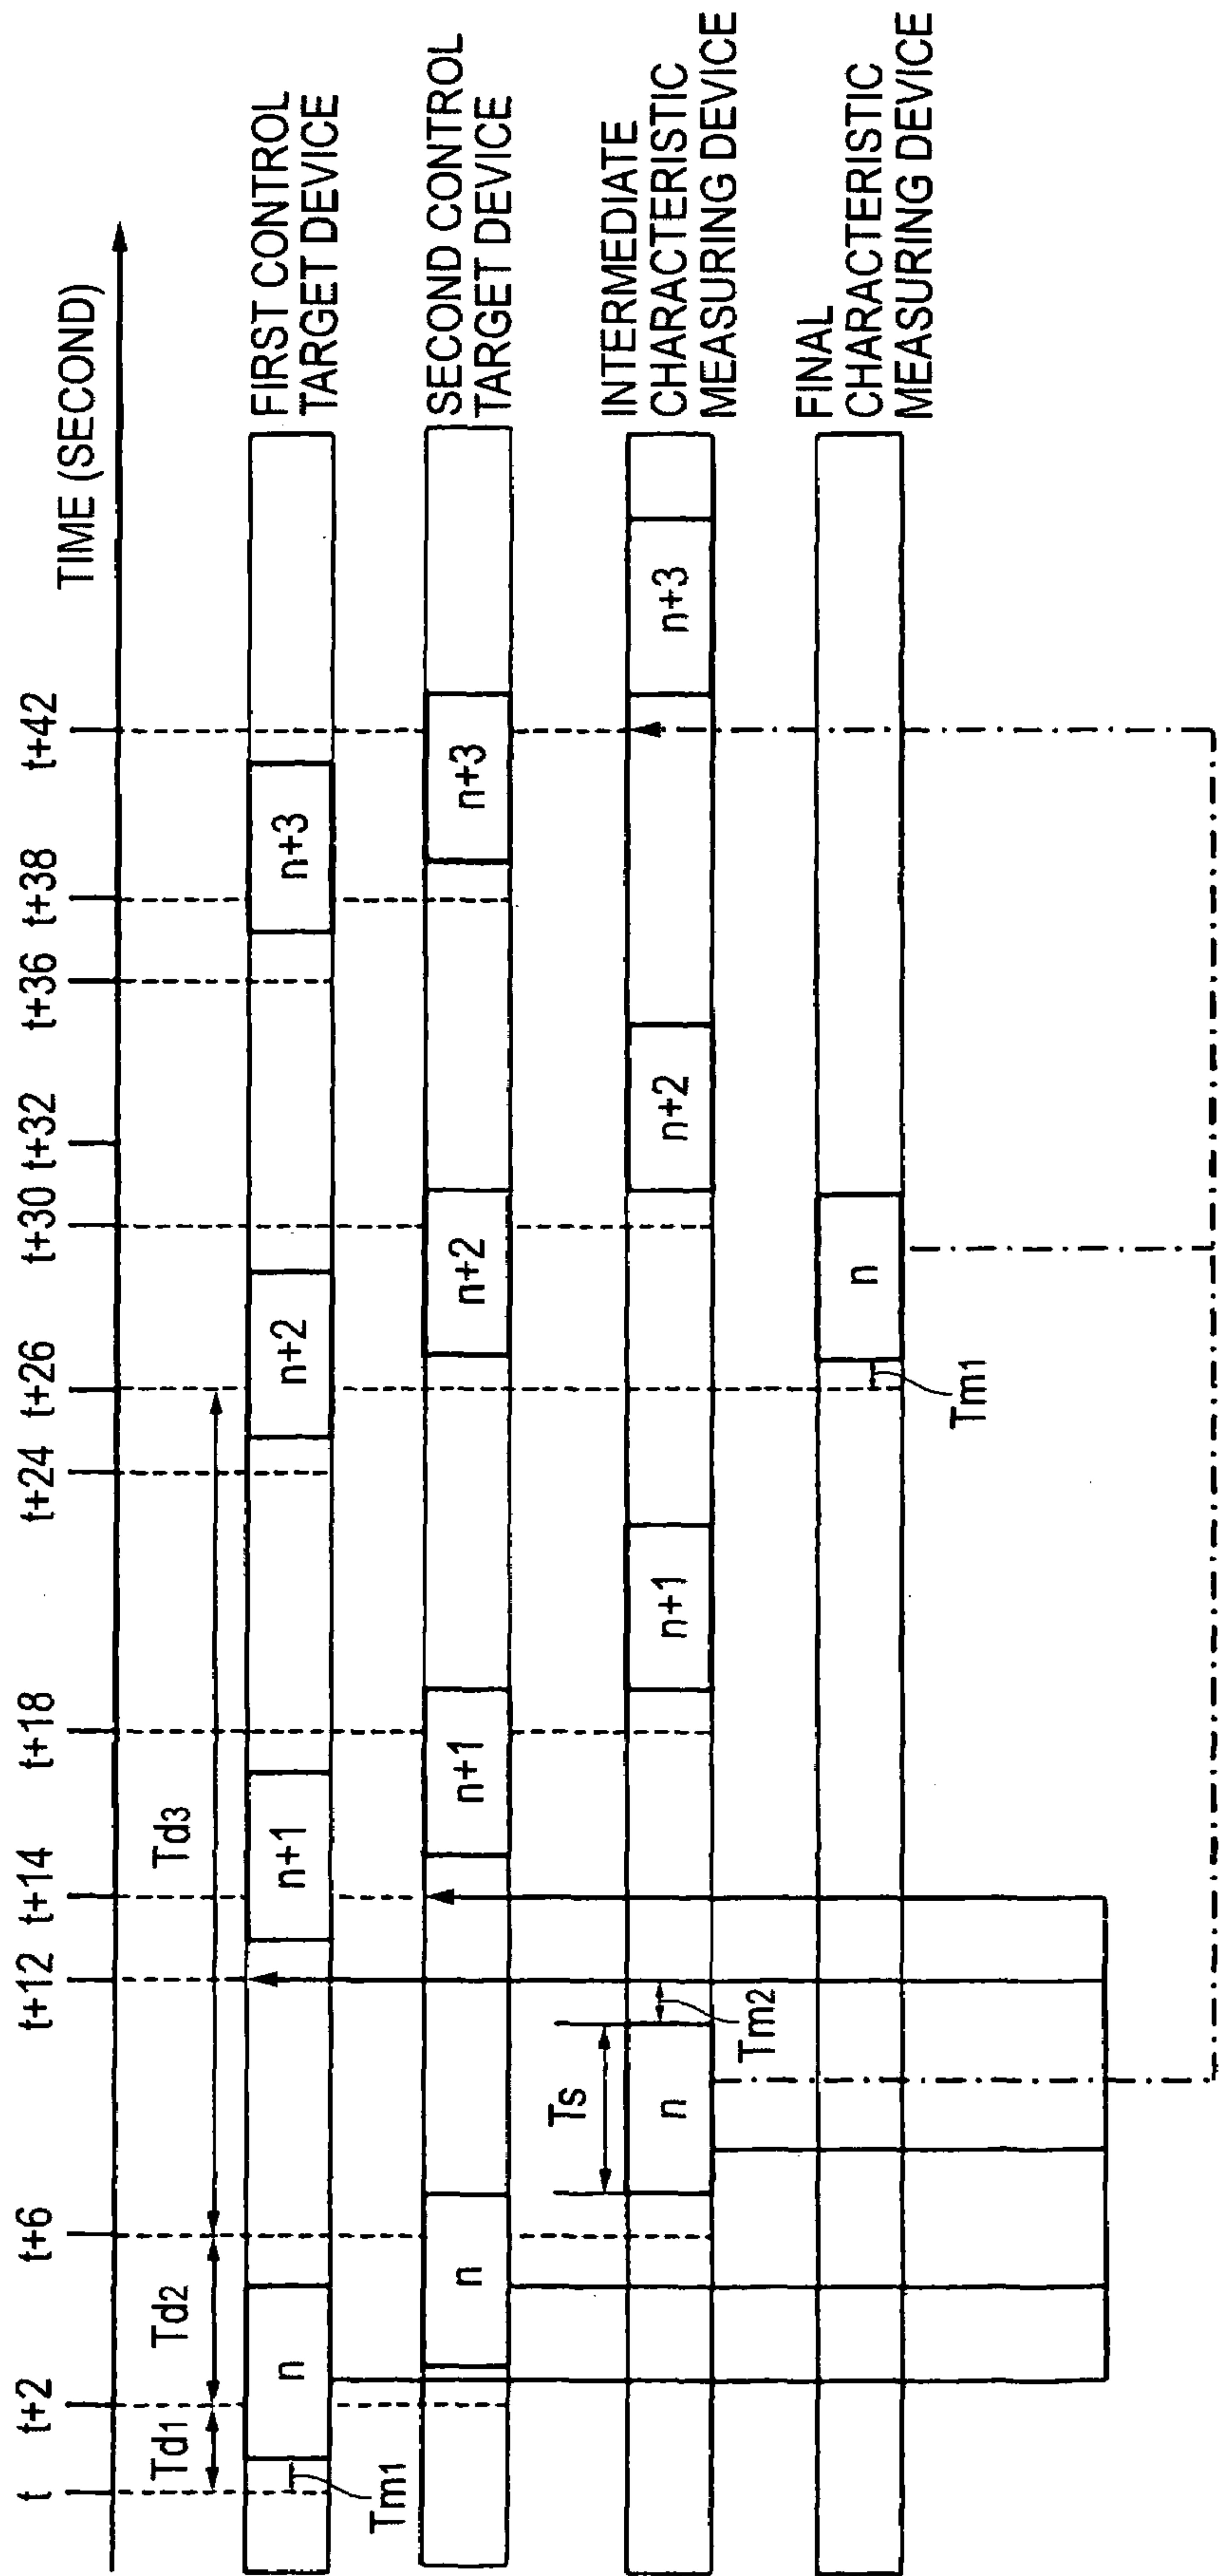 TIME (SECOND)
t
t+2
t+6
t+12
t+14
t+18
t+24
t+26
t+30
t+32
t+36
t+38
t+42
Td1
Td2
Td3
n
n+1
n+2
n+3
FIRST CONTROL
TARGET DEVICE
Tm1
n
n+1
n+2
n+3
SECOND CONTROL
TARGET DEVICE
Ts
n
n+1
n+2
n+3
INTERMEDIATE
CHARACTERISTIC
MEASURING DEVICE
Tm2
n
FINAL
CHARACTERISTIC
MEASURING DEVICE
Tm1